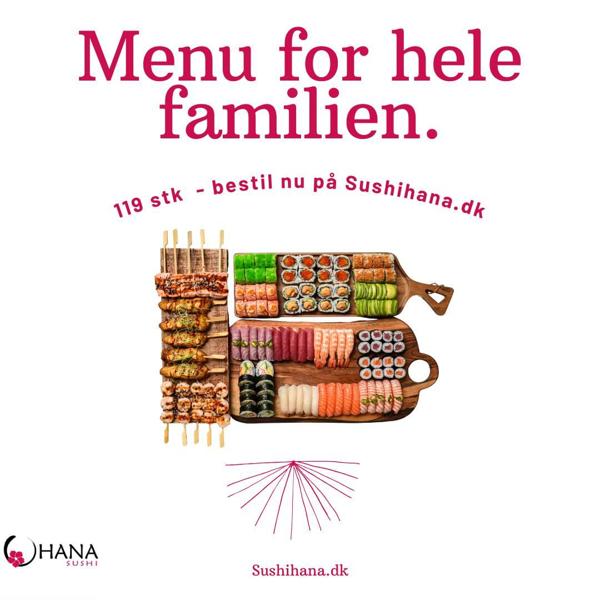 Menu for hele
familien.
119 stk - bestil nu på Sushihana.dk
HANA
SUSHI
Sushihana.dk